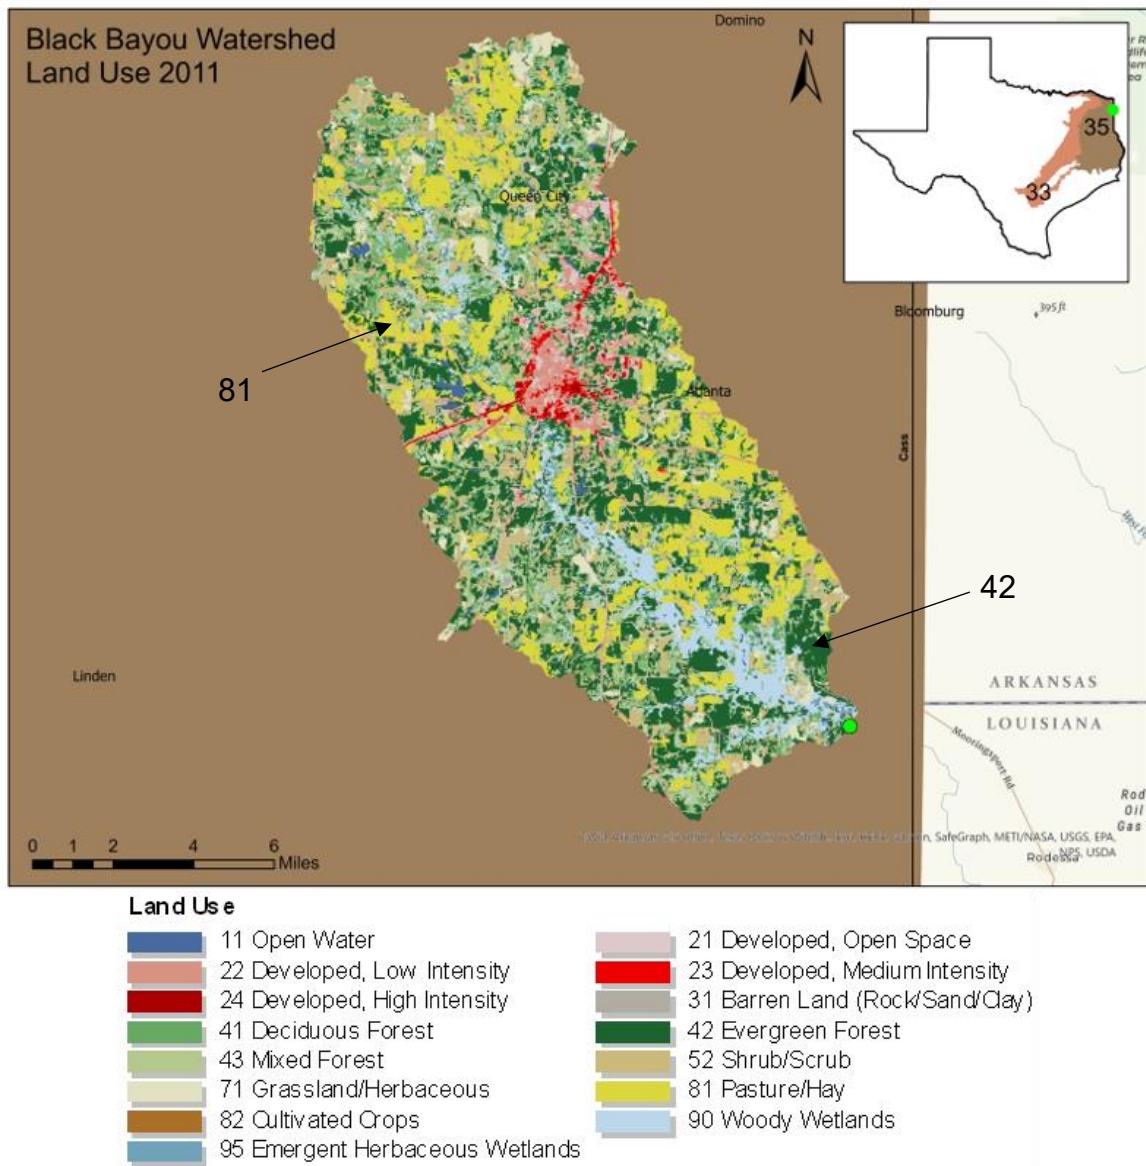 Black Bayou Watershed
Land Use 2011
Domino
N
35
33
Queen City
81
Bloomburg
395 ft
Atlanta
Cass
42
Linden
ARKANSAS
LOUISIANA
Mooringsport Rd
Rod
Oil
Gas
SafeGraph, METI/NASA, USGS, EPA,
NPS, USDA
Rodessa
0 2 4 6
Miles
Land Use
11 Open Water
22 Developed, Low Intensity
24 Developed, High Intensity
41 Deciduous Forest
43 Mixed Forest
71 Grassland/Herbaceous
82 Cultivated Crops
95 Emergent Herbaceous Wetlands
21 Developed, Open Space
23 Developed, Medium Intensity
31 Barren Land (Rock/Sand/Clay)
42 Evergreen Forest
52 Shrub/Scrub
81 Pasture/Hay
90 Woody Wetlands